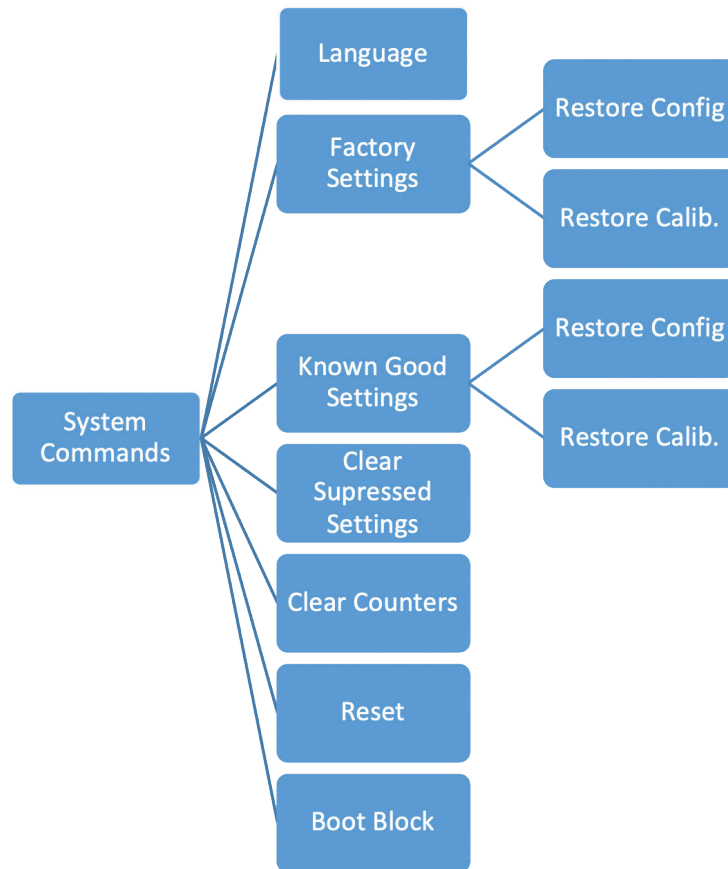 Language
Factory
Settings
Restore Config
Restore Calib.
Known Good
Settings
Restore Config
Restore Calib.
System
Commands
Clear
Supressed
Settings
Clear Counters
Reset
Boot Block